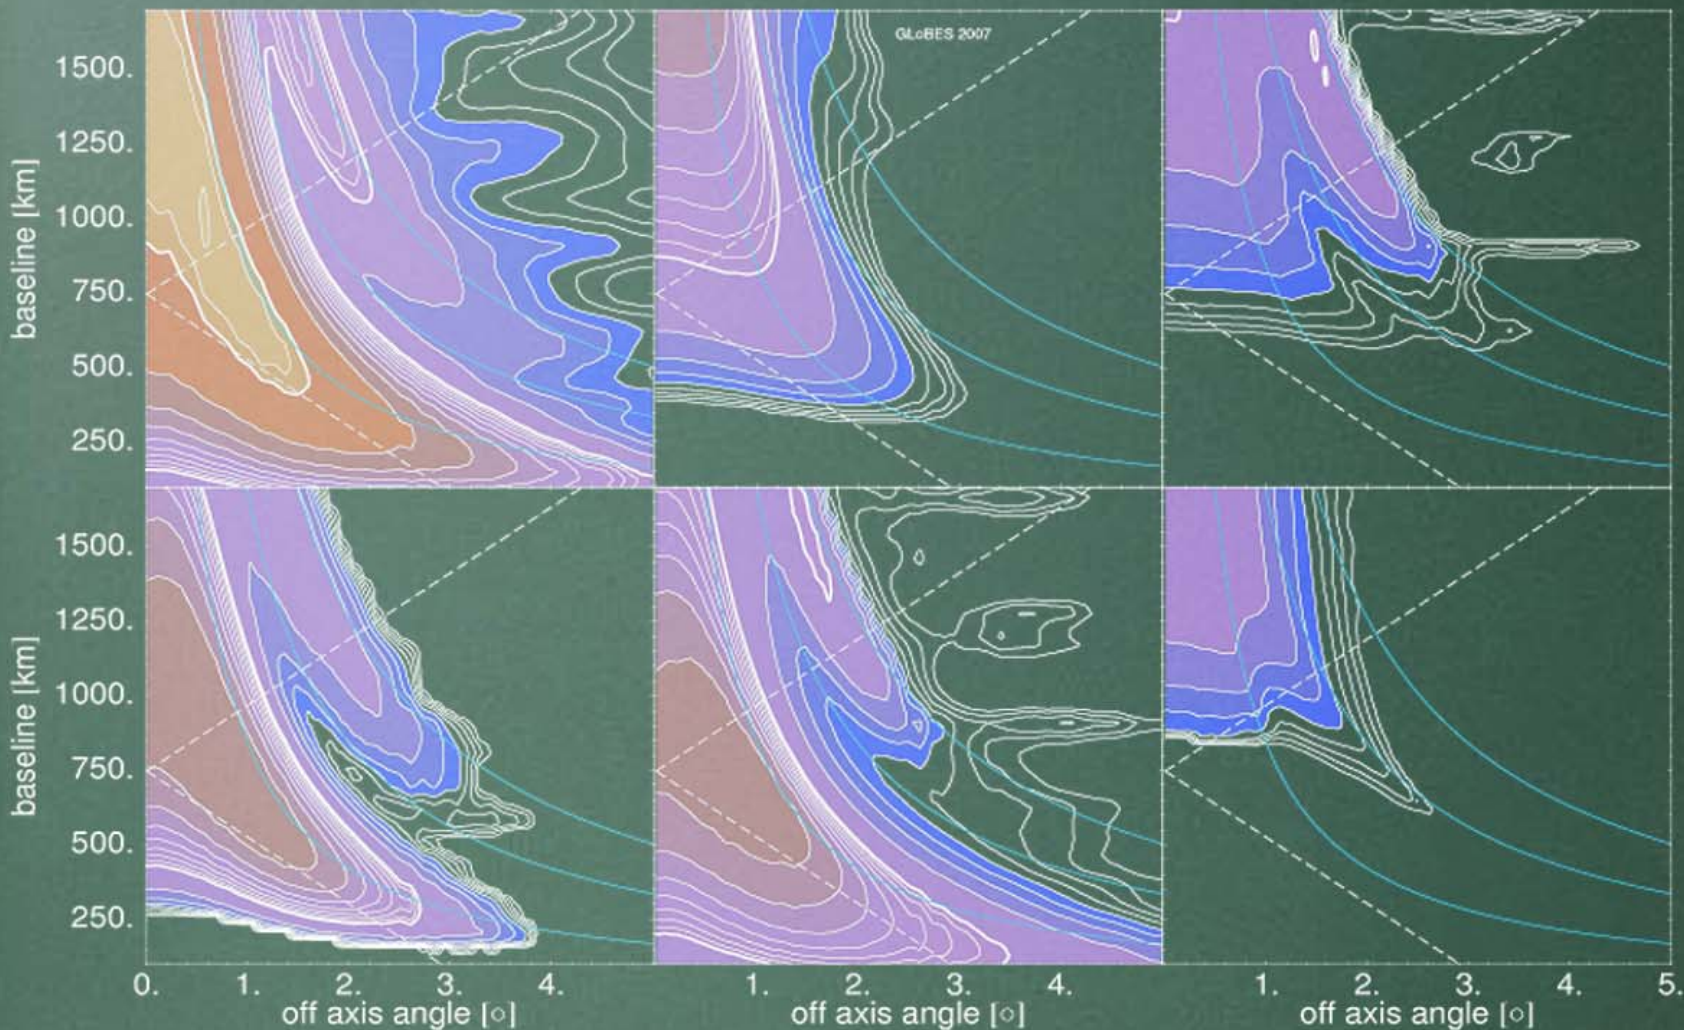 GLoBES 2007
baseline [km]
1500.
1250.
1000.
750.
500.
250.
baseline [km]
1500.
1250.
1000.
750.
500.
250.
0. 1. 2. 3. 4. 1. 2. 3. 4. 1. 2. 3. 4. 5.
off axis angle [○] off axis angle [○] off axis angle [○]